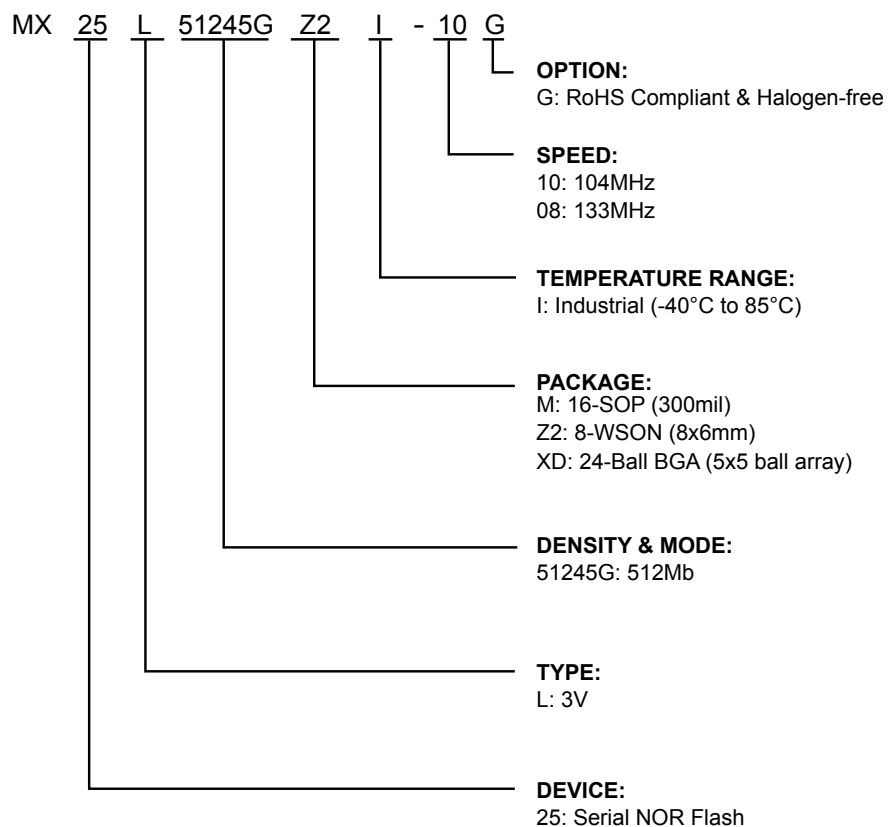 MX 25 L 51245G Z2 I - 10 G
OPTION:
G: RoHS Compliant & Halogen-free
SPEED:
10: 104MHz
08: 133MHz
TEMPERATURE RANGE:
I: Industrial (-40°C to 85°C)
PACKAGE:
M: 16-SOP (300mil)
Z2: 8-WSON (8x6mm)
XD: 24-Ball BGA (5x5 ball array)
DENSITY & MODE:
51245G: 512Mb
TYPE:
L: 3V
DEVICE:
25: Serial NOR Flash